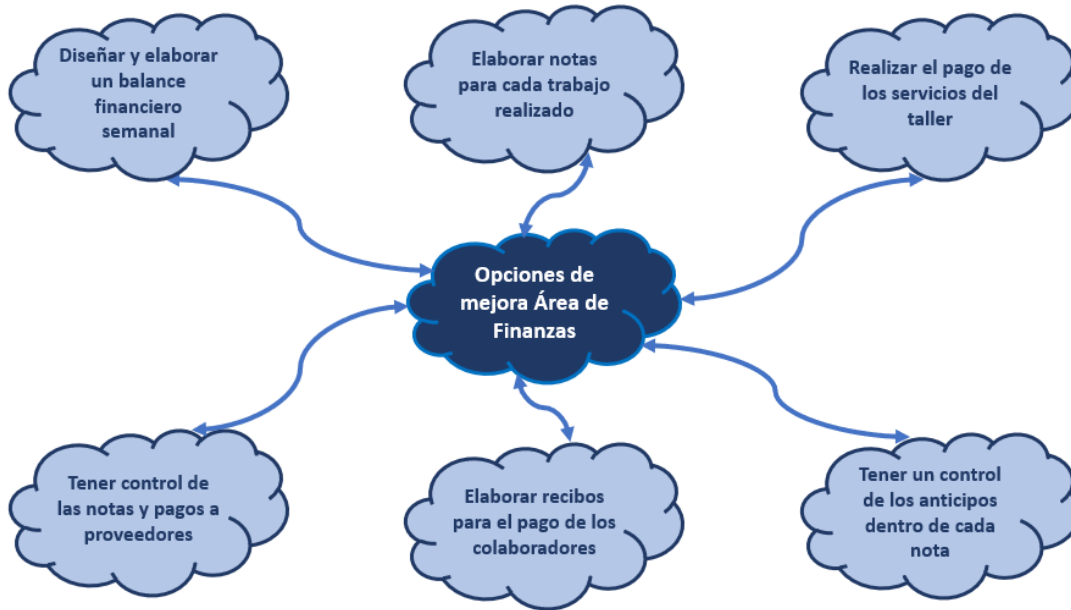 Diseñar y elaborar
un balance
financiero
semanal
Elaborar notas
para cada trabajo
realizado
Realizar el pago de
los servicios del
taller
Opciones de
mejora Área de
Finanzas
Tener control de
las notas y pagos a
proveedores
Elaborar recibos
para el pago de los
colaboradores
Tener un control
de los anticipos
dentro de cada
nota